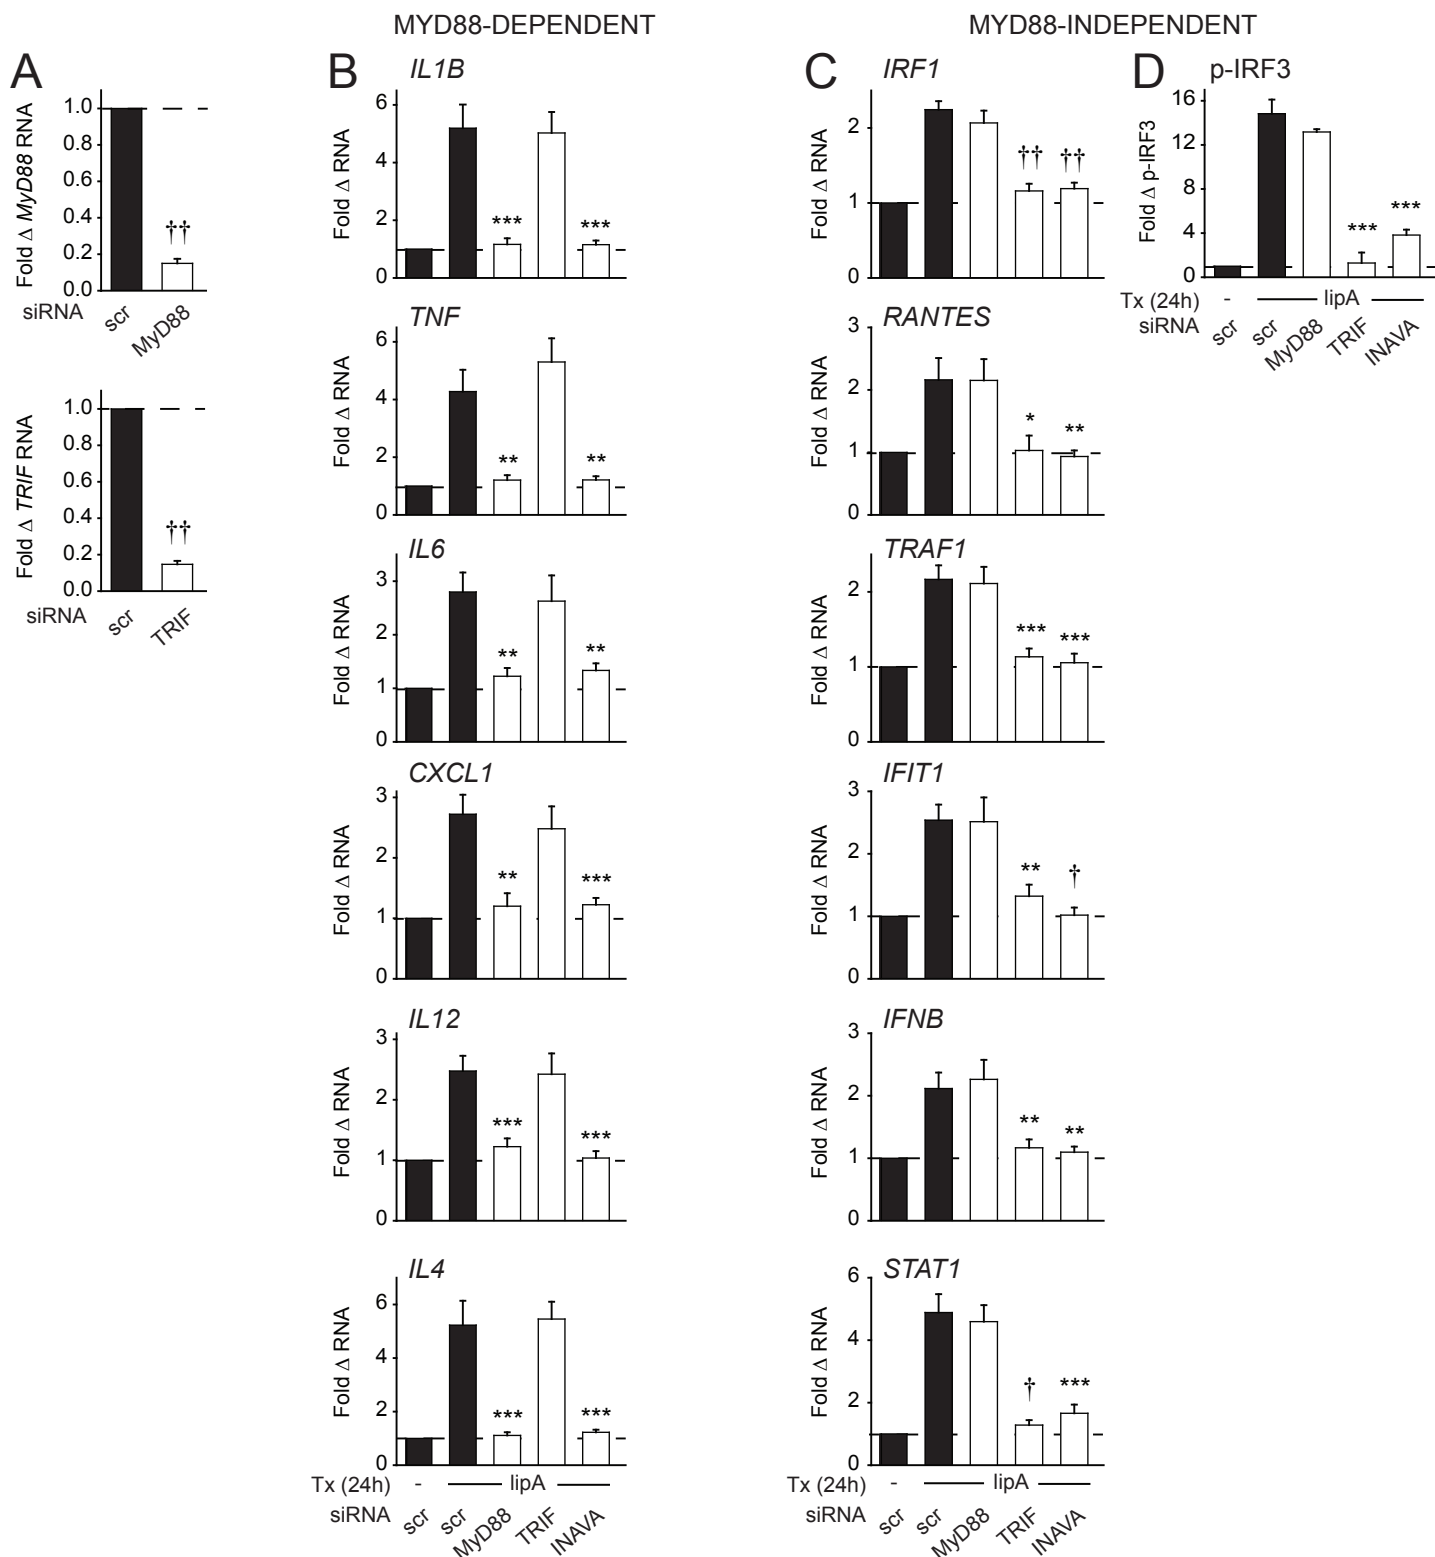 MYD88-DEPENDENT
MYD88-INDEPENDENT
A
Fold Δ MyD88 RNA
1.0
0.8
0.6
0.4
0.2
0.0
††
siRNA
scr
MyD88
Fold Δ TRIF RNA
1.0
0.8
0.6
0.4
0.2
0.0
††
siRNA
scr
TRIF
B
IL1B
Fold Δ RNA
6
4
2
0
***
***
TNF
Fold Δ RNA
6
4
2
0
**
**
IL6
Fold Δ RNA
3
2
1
0
**
**
CXCL1
Fold Δ RNA
3
2
1
0
**
***
IL12
Fold Δ RNA
3
2
1
0
***
***
IL4
Fold Δ RNA
6
4
2
0
***
***
Tx (24h)
-
lipA
siRNA
scr
scr
MyD88
TRIF
INAVA
C
IRF1
Fold Δ RNA
2
1
0
††
††
RANTES
Fold Δ RNA
3
2
1
0
*
**
TRAF1
Fold Δ RNA
2
1
0
***
***
IFIT1
Fold Δ RNA
3
2
1
0
**
†
IFNB
Fold Δ RNA
3
2
1
0
**
**
STAT1
Fold Δ RNA
6
4
2
0
†
***
Tx (24h)
-
lipA
siRNA
scr
scr
MyD88
TRIF
INAVA
D
p-IRF3
Fold Δ p-IRF3
16
12
8
4
0
***
***
Tx (24h)
-
lipA
siRNA
scr
scr
MyD88
TRIF
INAVA